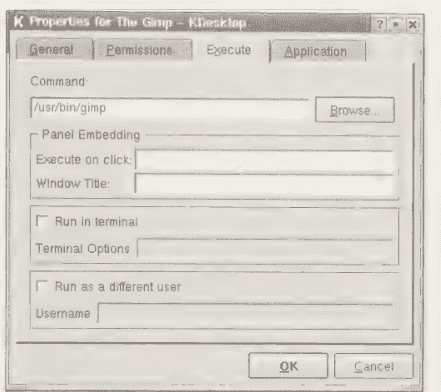 K Properties for The Gimp – KDesktop ? ▪ X
General Permissions Execute Application
Command:
/usr/bin/gimp Browse...
Panel Embedding
Execute on click:
Window Title:
Run in terminal
Terminal Options
Run as a different user
Username
OK Cancel